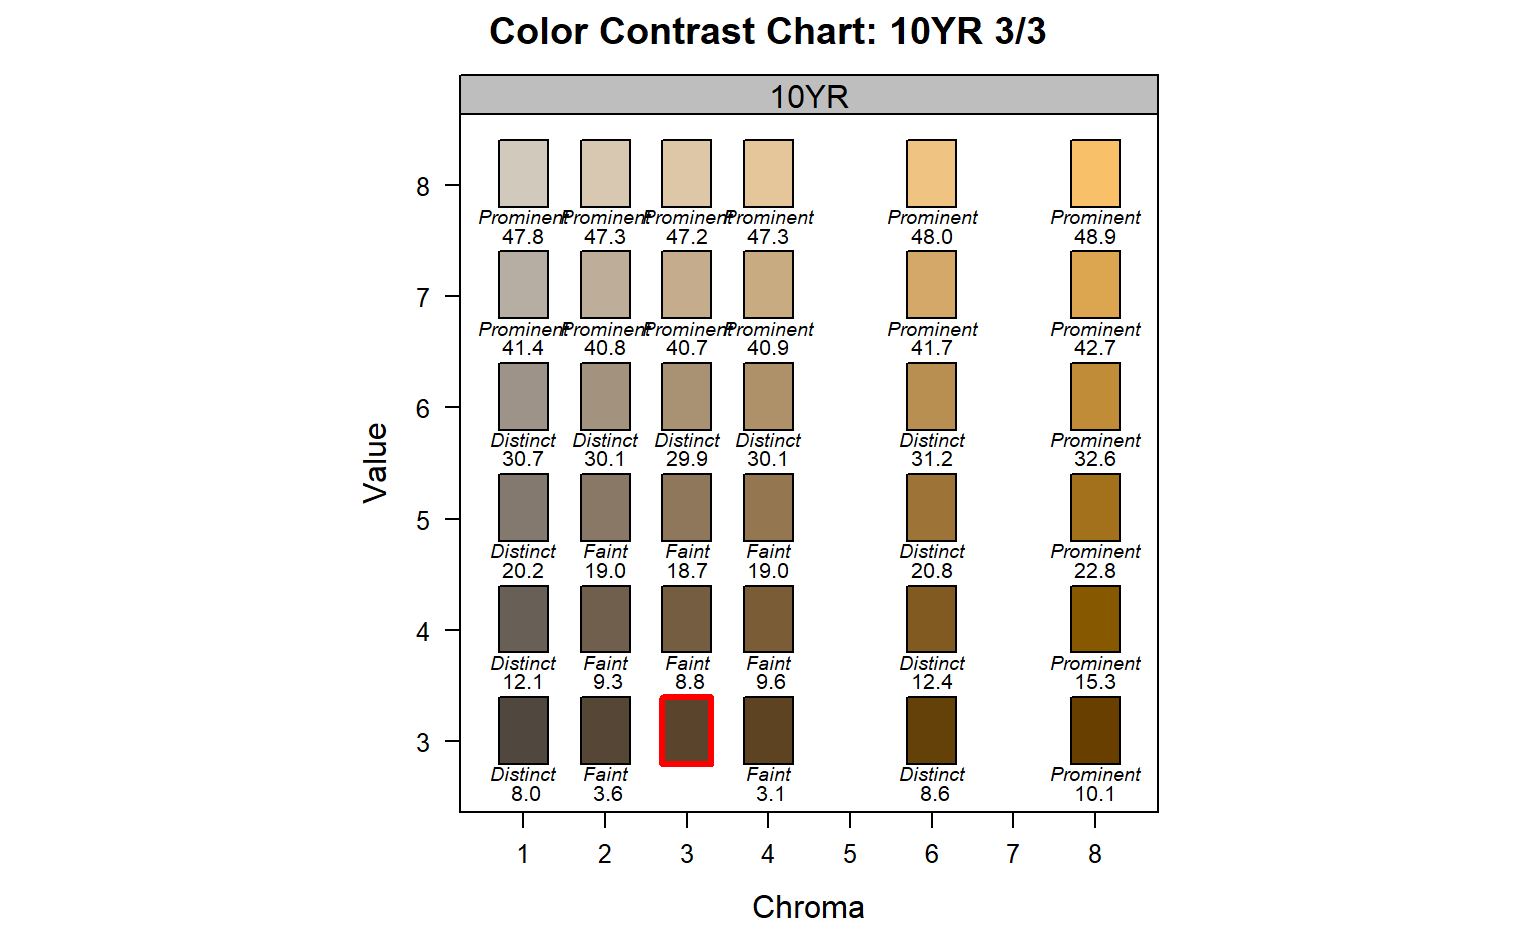 Color Contrast Chart: 10YR 3/3
10YR
8
Prominent Prominent Prominent Prominent Prominent Prominent
47.8 47.3 47.2 47.3 48.0 48.9
7
Prominent Prominent Prominent Prominent Prominent Prominent
41.4 40.8 40.7 40.9 41.7 42.7
6
Distinct Distinct Distinct Distinct Distinct Prominent
30.7 30.1 29.9 30.1 31.2 32.6
Value
5
Distinct Faint Faint Faint Distinct Prominent
20.2 19.0 18.7 19.0 20.8 22.8
4
Distinct Faint Faint Faint Distinct Prominent
12.1 9.3 8.8 9.6 12.4 15.3
3
Distinct Faint Faint Distinct Prominent
8.0 3.6 3.1 8.6 10.1
1 2 3 4 5 6 7 8
Chroma